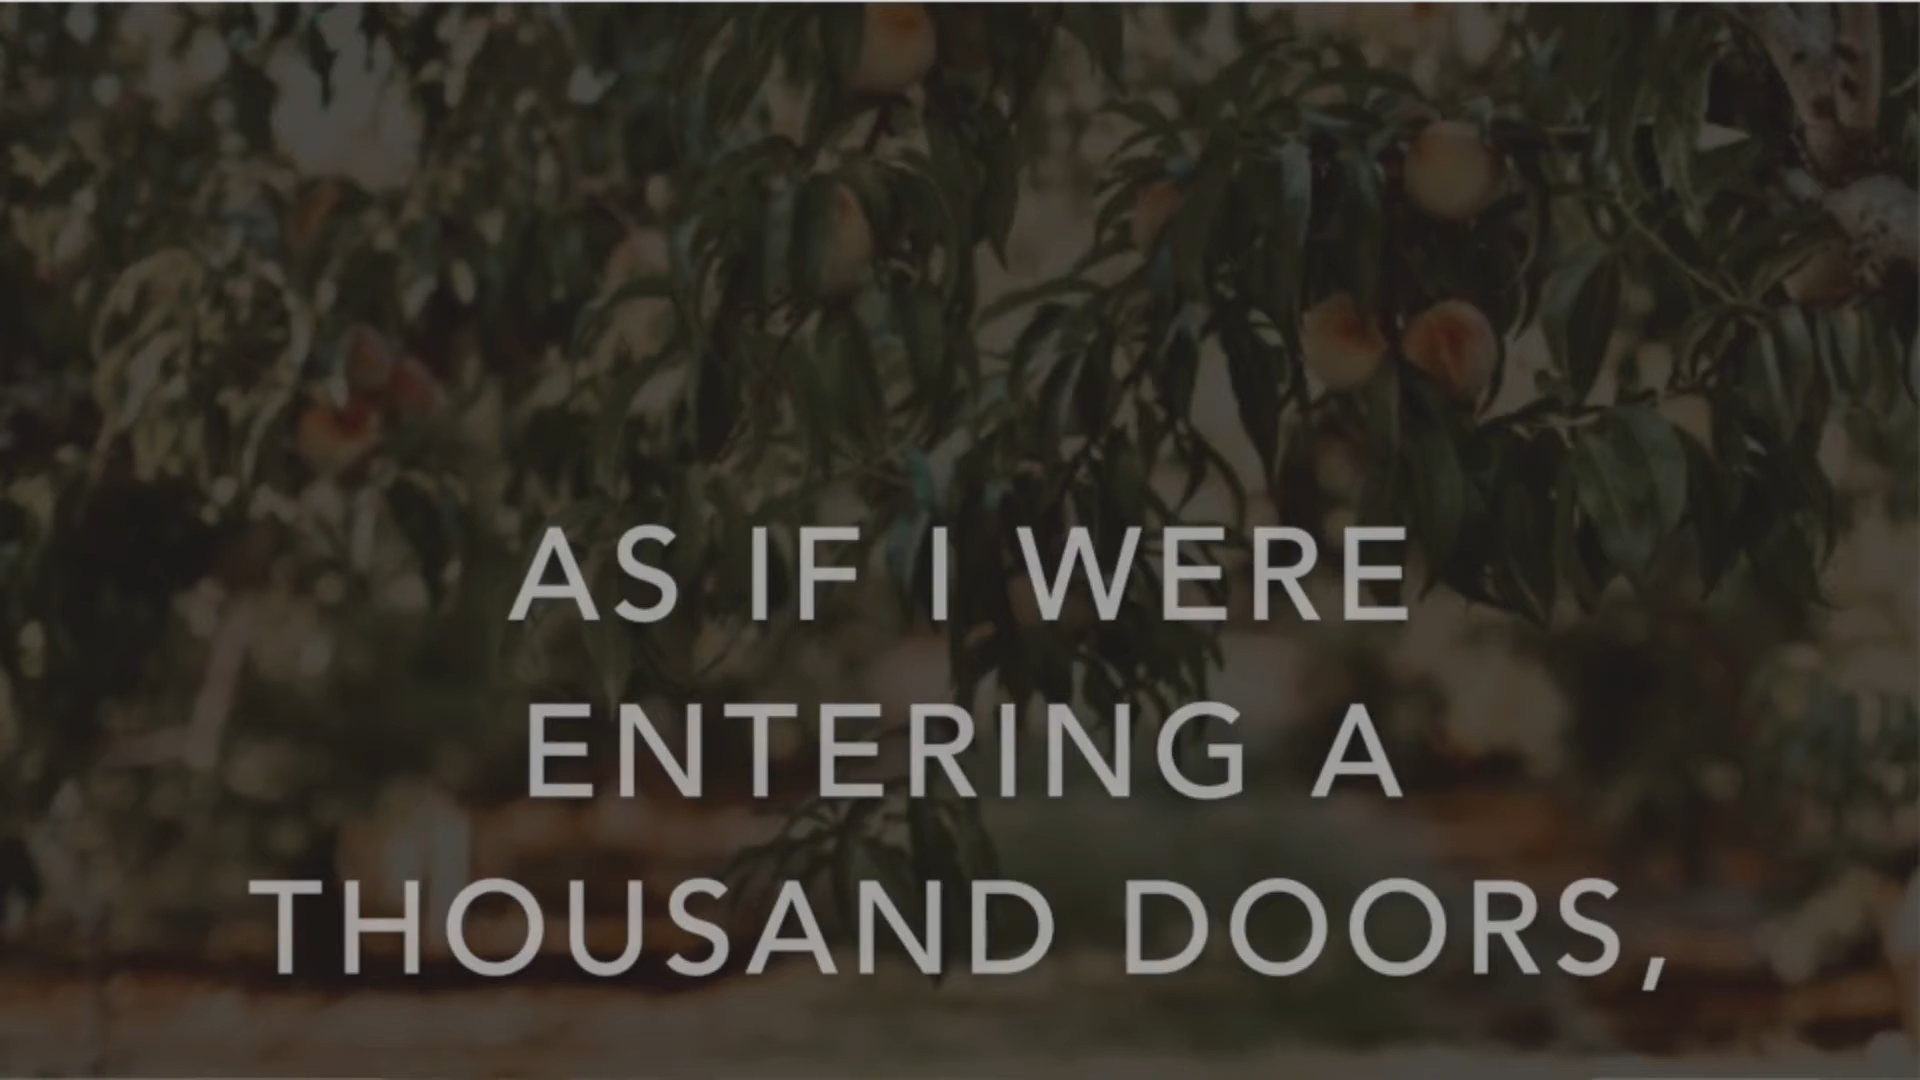 AS IF I WERE
ENTERING A
THOUSAND DOORS,